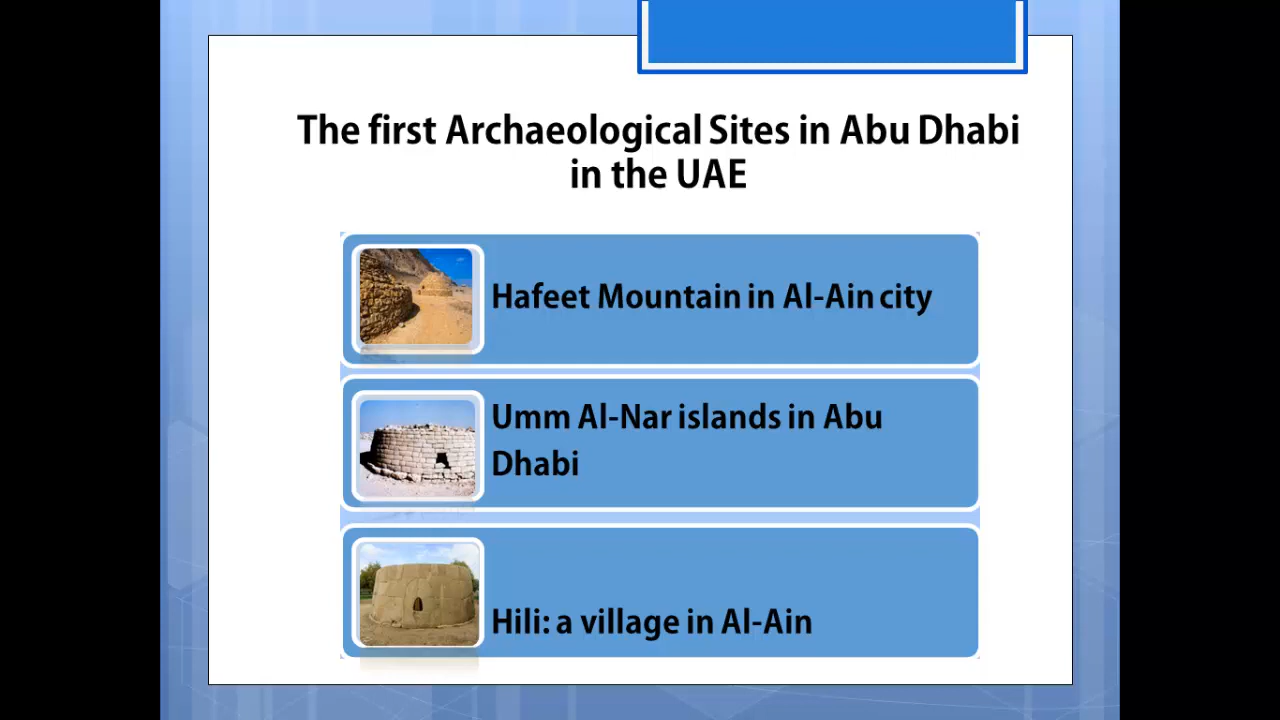 The first Archaeological Sites in Abu Dhabi
in the UAE
Hafeet Mountain in Al-Ain city
Umm Al-Nar islands in Abu
Dhabi
Hili: a village in Al-Ain